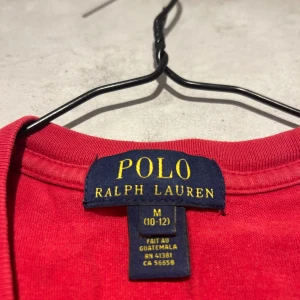 POLO
RALPH LAUREN
M
(10-12)
FAIT AU
GUATEMALA
RN 41381
CA 56658